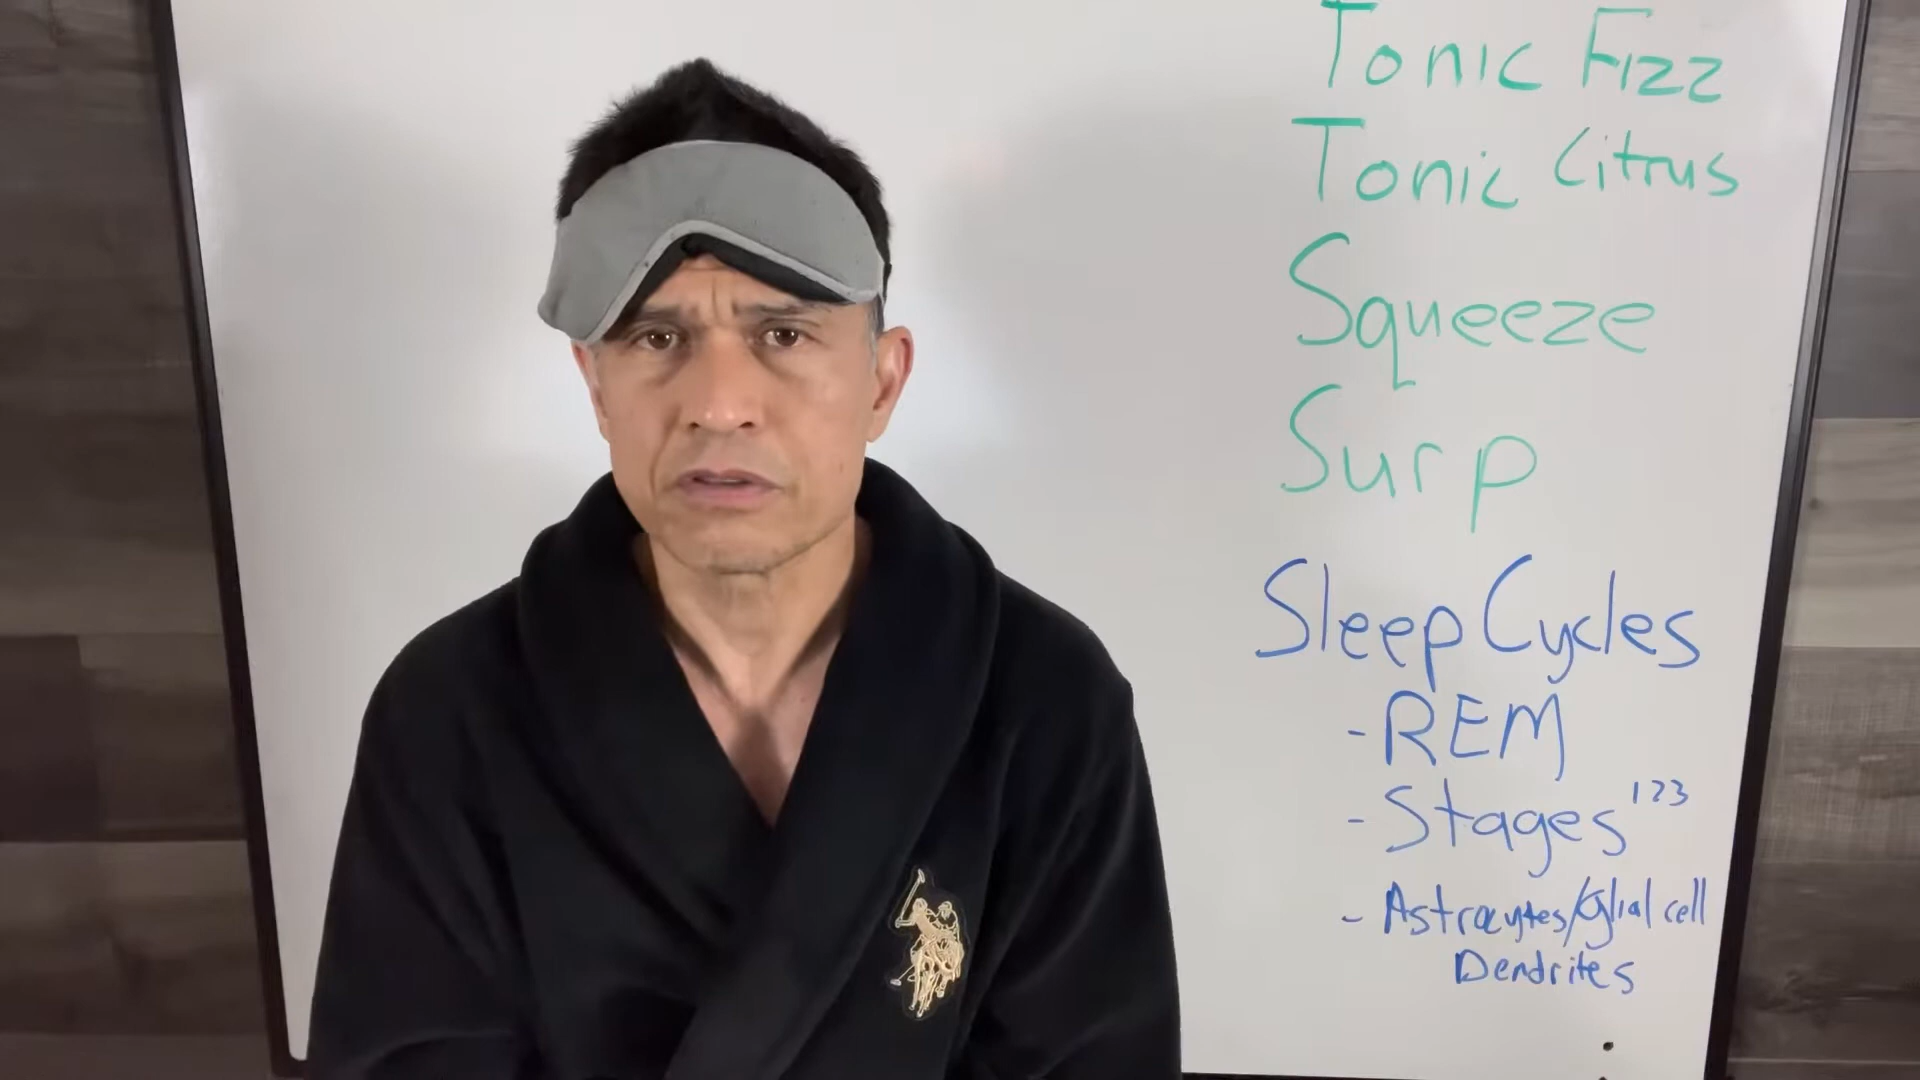 Tonic Fizz
Tonic Citrus
Squeeze
Surp
Sleep Cycles
- REM
- Stages 123
- Astrocytes/Glial cell
Dendrites